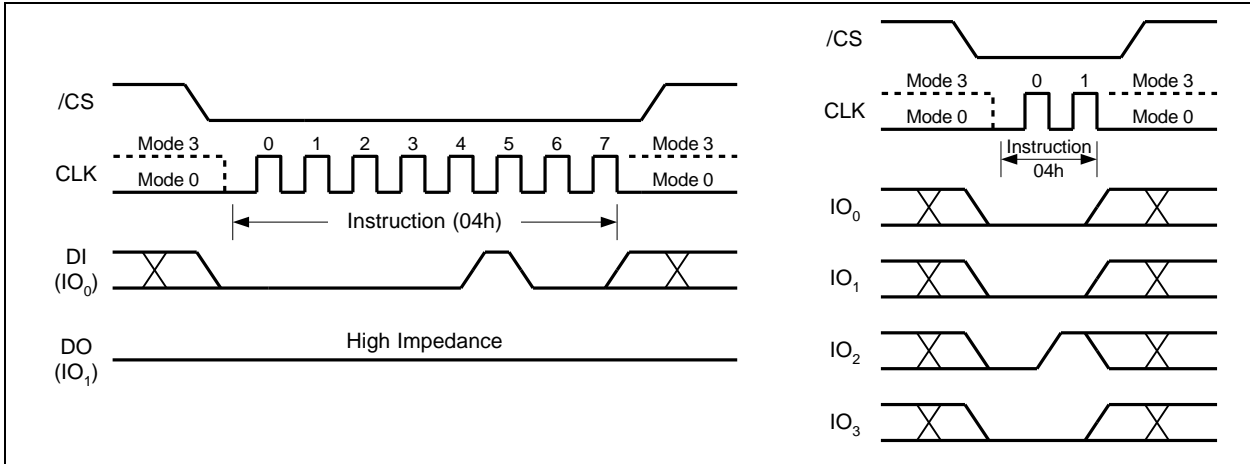 /CS
Mode 3 0 1 2 3 4 5 6 7 Mode 3
CLK
Mode 0 Mode 0
Instruction (04h)
DI
(IO0)
High Impedance
DO
(IO1)
/CS
Mode 3 0 1 Mode 3
CLK
Mode 0 Mode 0
Instruction
04h
IO0
IO1
IO2
IO3